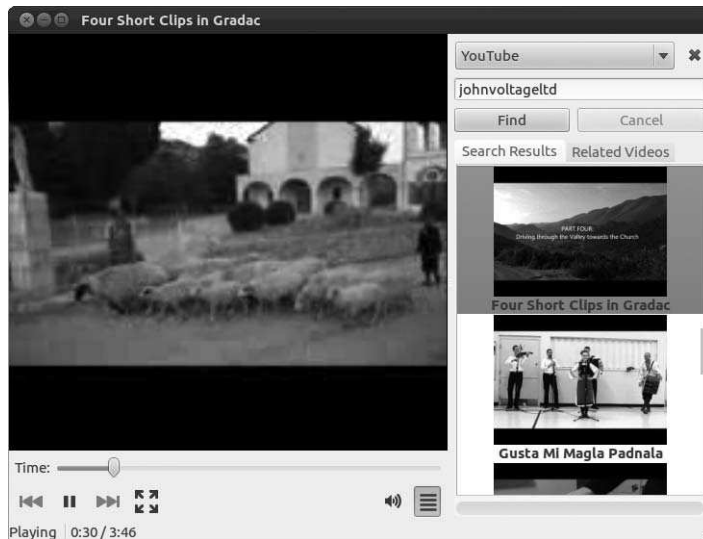 Four Short Clips in Gradac
YouTube
johnvoltageltd
Find Cancel
Search Results Related Videos
PART FOUR
Driving through the Valley towards the Church
Four Short Clips in Gradac
Gusta Mi Magla Padnala
Time:
Playing 0:30 / 3:46